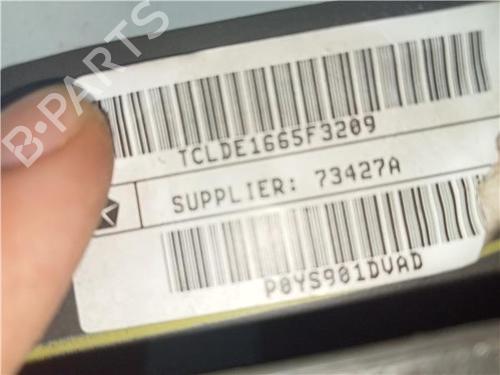 B-PARTS
TCLDE1665F3209
SUPPLIER: 73427A
P0YS901DVAD